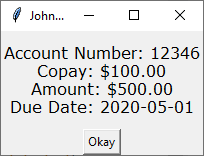 John...
Account Number: 12346
Copay: $100.00
Amount: $500.00
Due Date: 2020-05-01
Okay